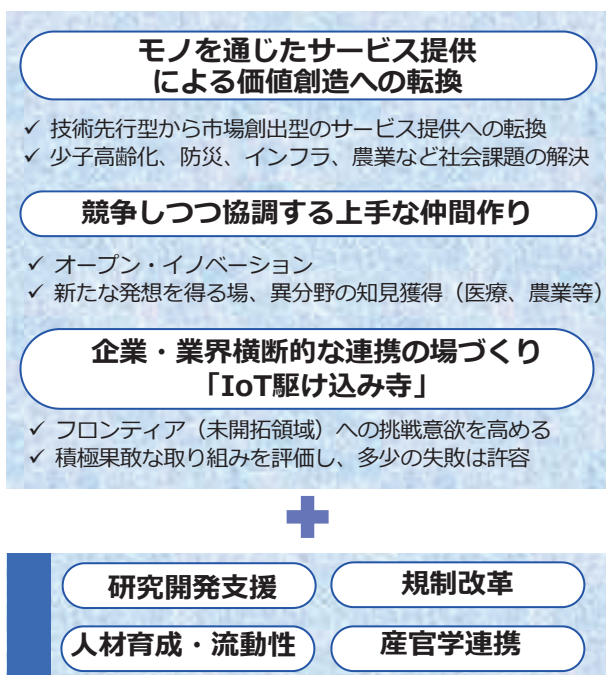 モノを通じたサービス提供
による価値創造への転換
✓ 技術先行型から市場創出型のサービス提供への転換
✓ 少子高齢化、防災、インフラ、農業など社会課題の解決
競争しつつ協調する上手な仲間作り
✓ オープン・イノベーション
✓ 新たな発想を得る場、異分野の知見獲得（医療、農業等）
企業・業界横断的な連携の場づくり
「IoT駆け込み寺」
✓ フロンティア（未開拓領域）への挑戦意欲を高める
✓ 積極果敢な取り組みを評価し、多少の失敗は許容
研究開発支援 規制改革
人材育成・流動性 産官学連携